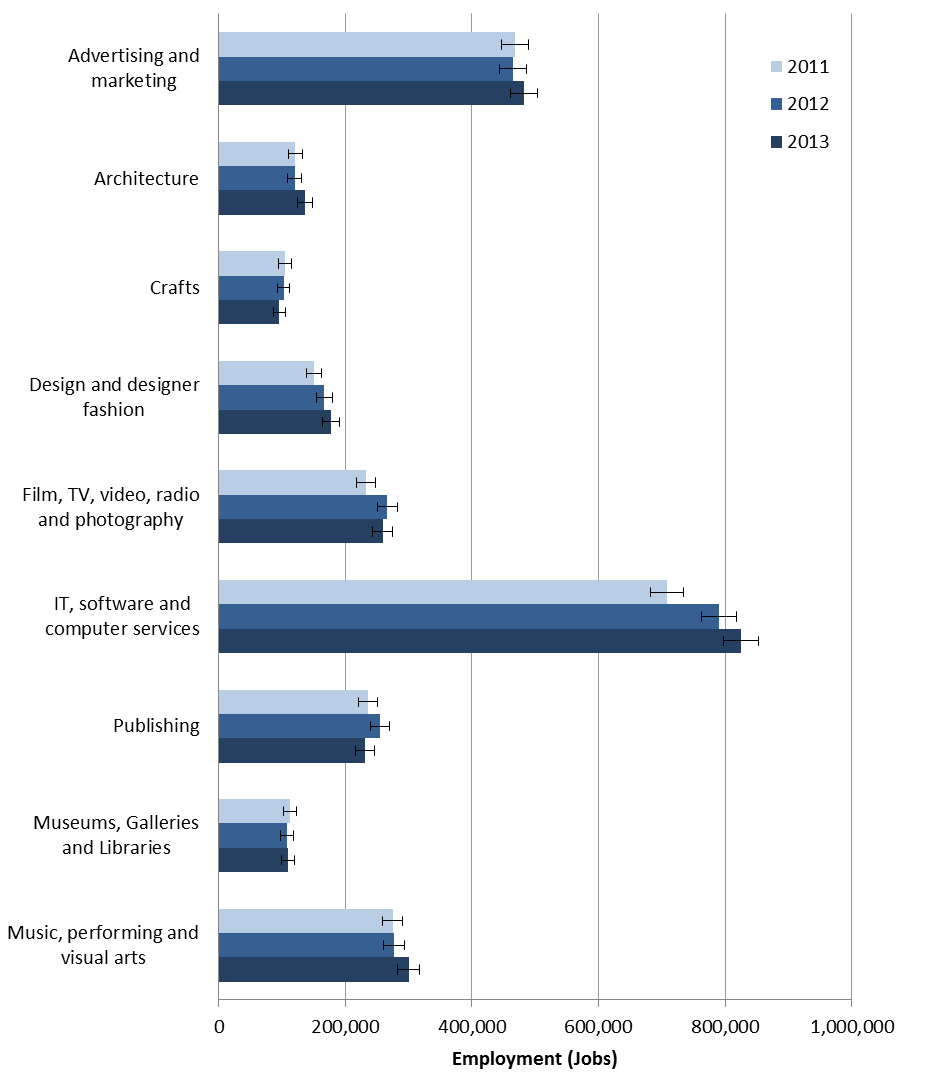 Advertising and
marketing
2011
2012
2013
Architecture
Crafts
Design and designer
fashion
Film, TV, video, radio
and photography
IT, software and
computer services
Publishing
Museums, Galleries
and Libraries
Music, performing and
visual arts
0 200,000 400,000 600,000 800,000 1,000,000
Employment (Jobs)